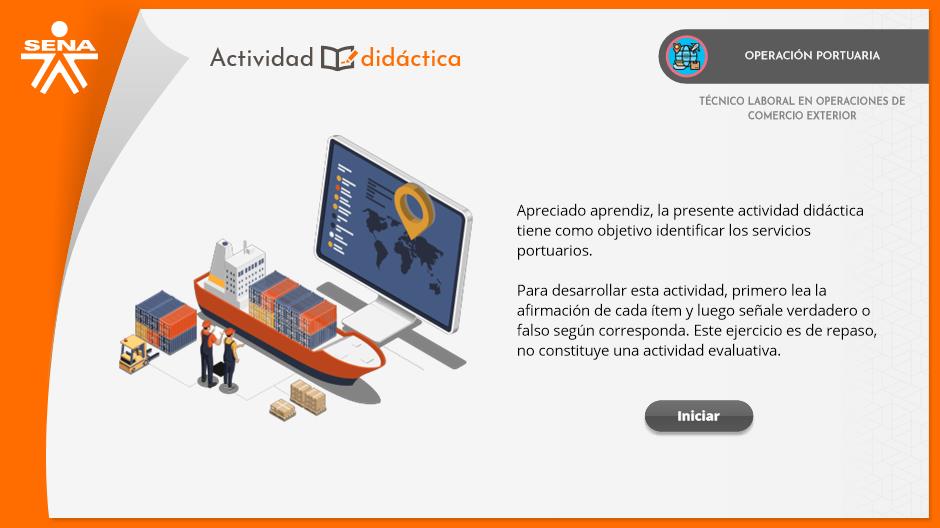 SENA
Actividad didáctica
OPERACIÓN PORTUARIA
TÉCNICO LABORAL EN OPERACIONES DE
COMERCIO EXTERIOR
Apreciado aprendiz, la presente actividad didáctica
tiene como objetivo identificar los servicios
portuarios.
Para desarrollar esta actividad, primero lea la
afirmación de cada ítem y luego señale verdadero o
falso según corresponda. Este ejercicio es de repaso,
no constituye una actividad evaluativa.
Iniciar